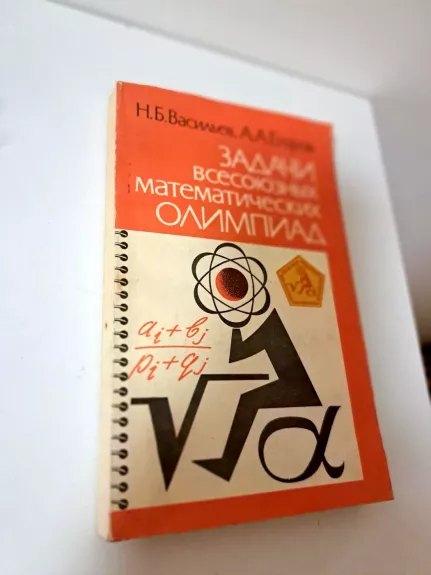 Н.Б.Васильев, А.А.Егоров
ЗАДАЧИ
ВСЕСОЮЗНЫХ
МАТЕМАТИЧЕСКИХ
ОЛИМПИАД
aᵢ+bⱼ
pᵢ+qⱼ
√α